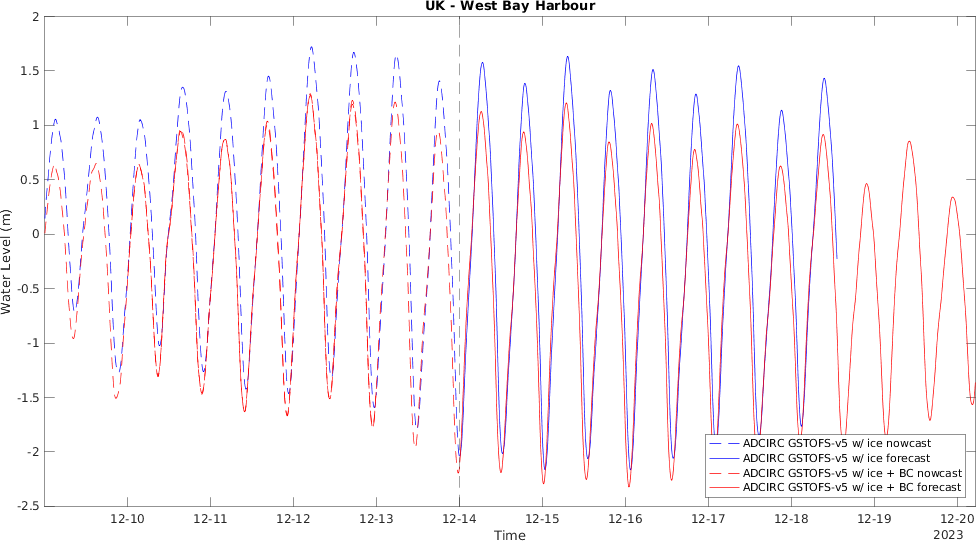 UK - West Bay Harbour
2
1.5
1
0.5
0
-0.5
-1
-1.5
-2
-2.5
Water Level (m)
ADCIRC GSTOFS-v5 w/ ice nowcast
ADCIRC GSTOFS-v5 w/ ice forecast
ADCIRC GSTOFS-v5 w/ ice + BC nowcast
ADCIRC GSTOFS-v5 w/ ice + BC forecast
12-10 12-11 12-12 12-13 12-14 12-15 12-16 12-17 12-18 12-19 12-20
Time
2023